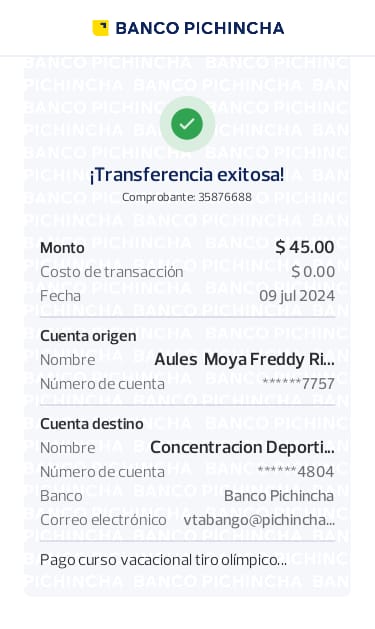 BANCO PICHINCHA
¡Transferencia exitosa!
Comprobante: 35876688
Monto $ 45.00
Costo de transacción $ 0.00
Fecha 09 jul 2024
Cuenta origen
Nombre Aules Moya Freddy Ri...
Número de cuenta ******7757
Cuenta destino
Nombre Concentracion Deporti...
Número de cuenta ******4804
Banco Banco Pichincha
Correo electrónico vtabango@pichincha...
Pago curso vacacional tiro olímpico...